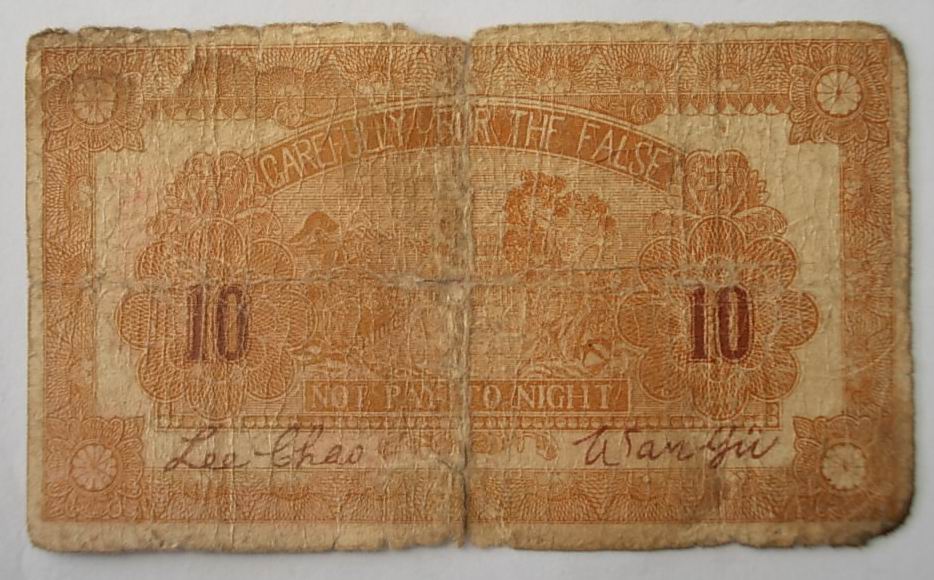 CAREFULLY FOR THE FALSE
10 10
NOT PAY TO NIGHT
Lee Chao Wan Yü